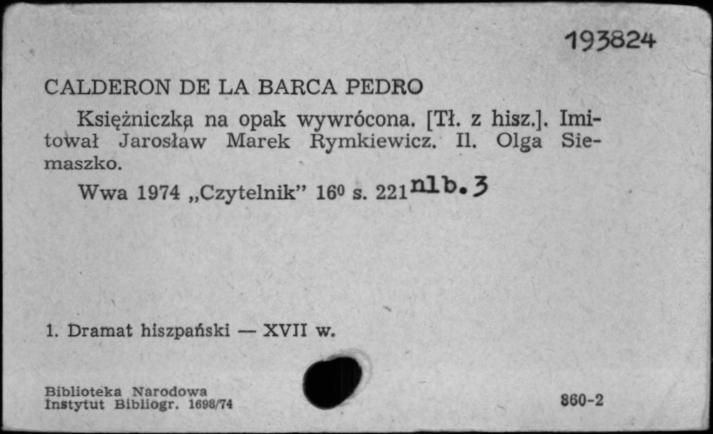 193824
CALDERON DE LA BARCA PEDRO
Księżniczka na opak wywrócona. [Tł. z hisz.]. Imi-
tował Jarosław Marek Rymkiewicz. Il. Olga Sie-
maszko.
Wwa 1974 „Czytelnik” 16⁰ s. 221 nlb. 3
1. Dramat hiszpański — XVII w.
Biblioteka Narodowa
Instytut Bibliogr. 1698/74
860-2